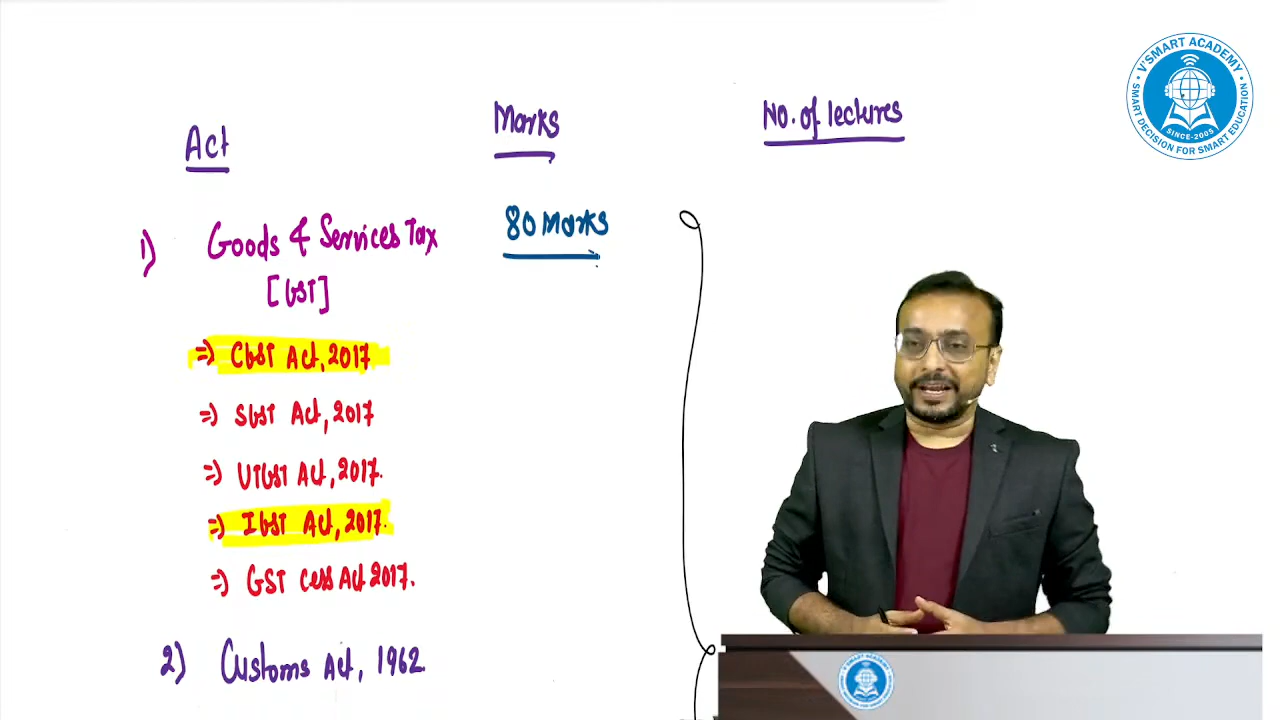 V'SMART ACADEMY
SMART DECISION FOR SMART EDUCATION
SINCE-2005
Act
Marks
No. of lectures
1) Goods & Services Tax
80 Marks
[GST]
=) CGST Act, 2017
=) SGST Act, 2017
=) UTGST Act, 2017.
=) IGST Act, 2017.
=) GST Cess Act 2017.
2) Customs Act, 1962